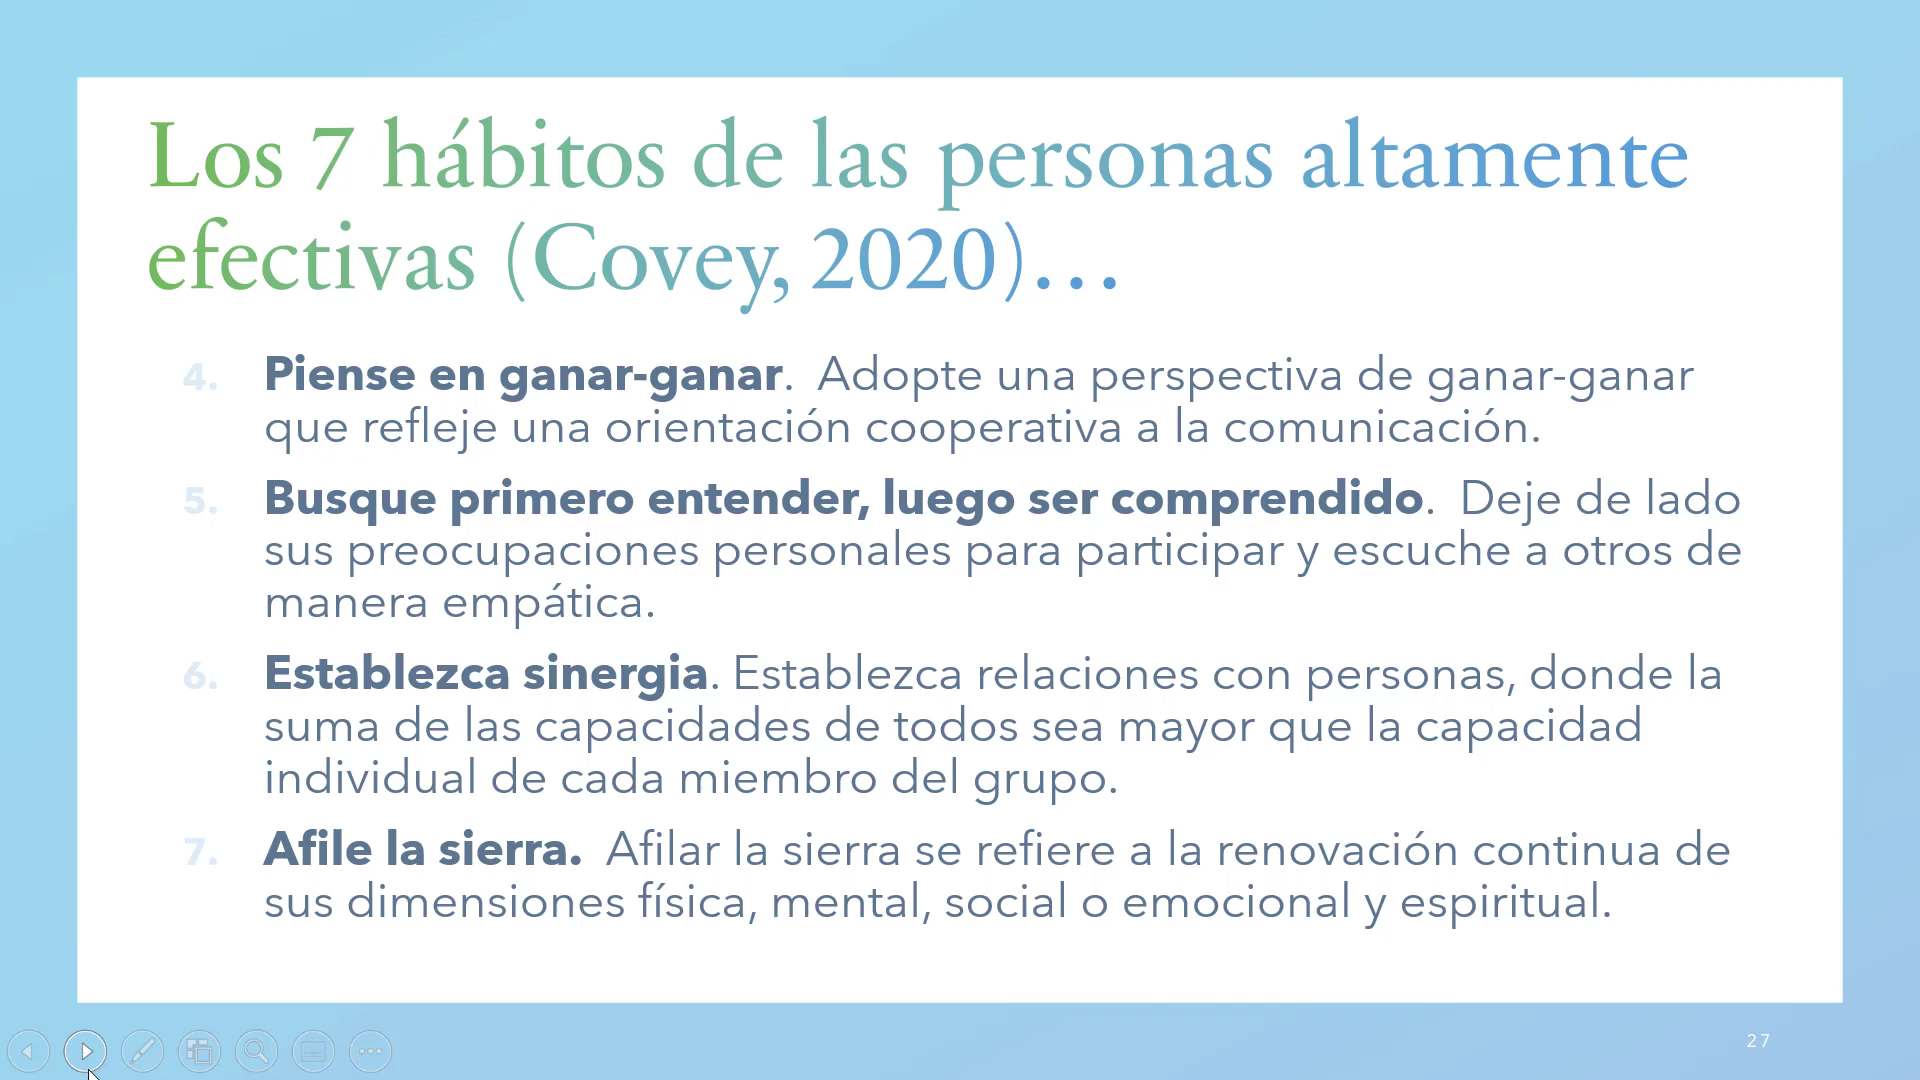 Los 7 hábitos de las personas altamente
efectivas (Covey, 2020)…
4. Piense en ganar-ganar.  Adopte una perspectiva de ganar-ganar
que refleje una orientación cooperativa a la comunicación.
5. Busque primero entender, luego ser comprendido.  Deje de lado
sus preocupaciones personales para participar y escuche a otros de
manera empática.
6. Establezca sinergia. Establezca relaciones con personas, donde la
suma de las capacidades de todos sea mayor que la capacidad
individual de cada miembro del grupo.
7. Afile la sierra.  Afilar la sierra se refiere a la renovación continua de
sus dimensiones física, mental, social o emocional y espiritual.
27